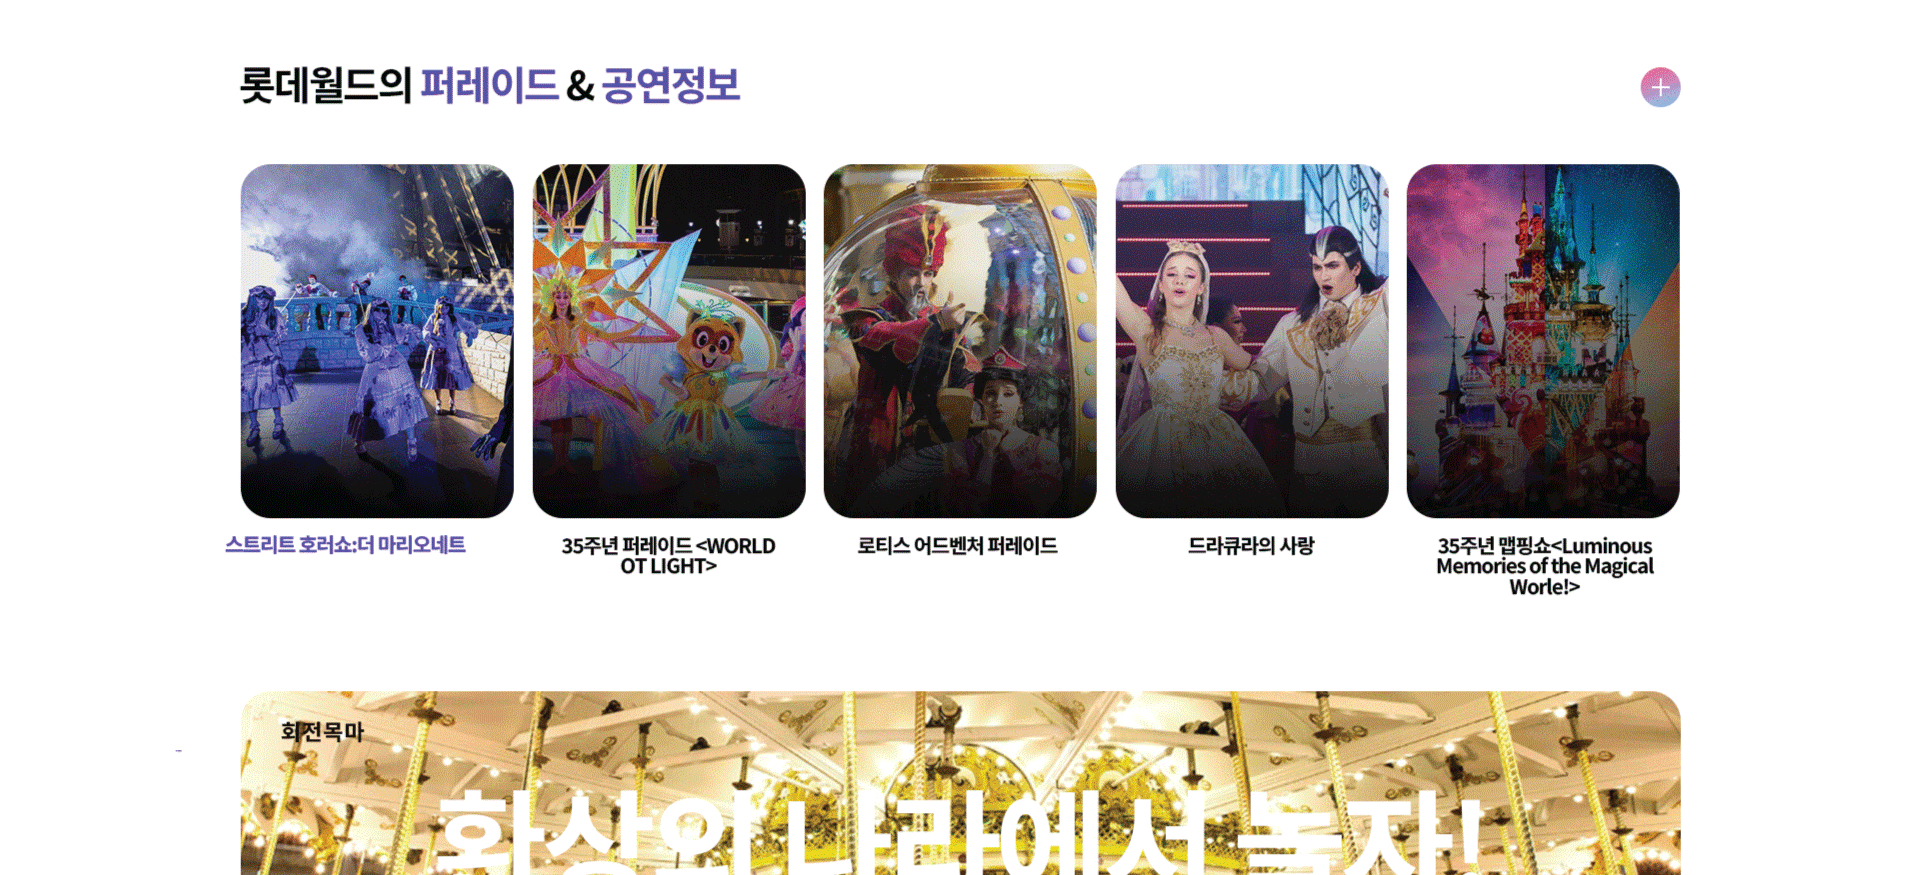 롯데월드의 퍼레이드 & 공연정보
스트리트 호러쇼:더 마리오네트
35주년 퍼레이드 <WORLD
OT LIGHT>
로티스 어드벤처 퍼레이드
드라큐라의 사랑
35주년 맵핑쇼<Luminous
Memories of the Magical
Worle!>
회전목마
환상의 나라에서 놀자!